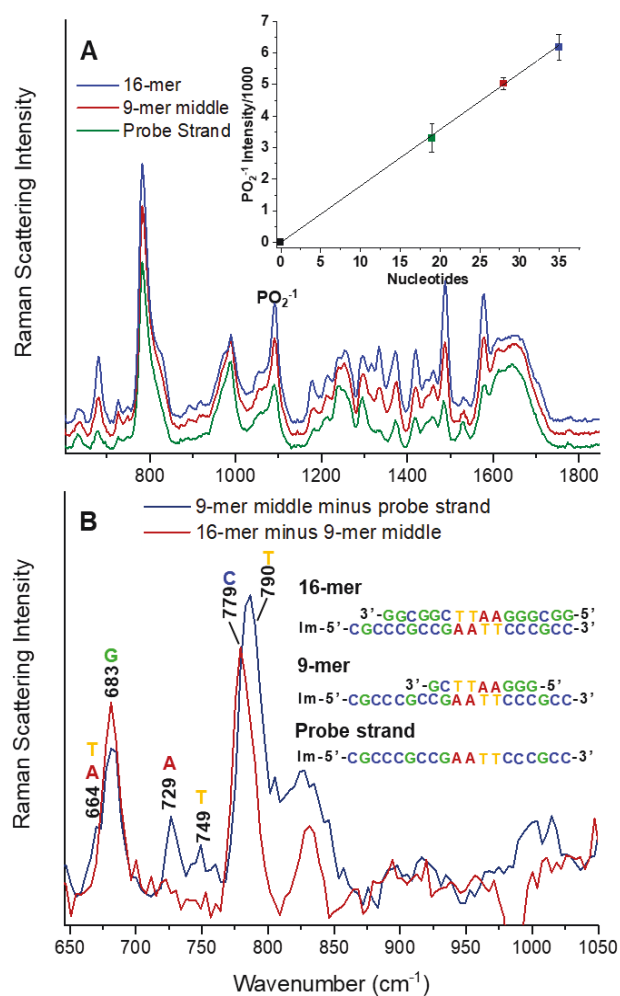 A
16-mer
9-mer middle
Probe Strand
Raman Scattering Intensity
PO2-1 Intensity/1000
7
6
5
4
3
2
1
0
0 5 10 15 20 25 30 35
Nucleotides
PO2-1
800 1000 1200 1400 1600 1800
B
9-mer middle minus probe strand
16-mer minus 9-mer middle
Raman Scattering Intensity
T
A
664
G
683
A
729
T
749
C
779
T
790
16-mer
3'-GGCGGCTTAAGGGCGG-5'
Im-5'-CGCCCGCCGAATTCCCGCC-3'
9-mer
3'-GCTTAAGGG-5'
Im-5'-CGCCCGCCGAATTCCCGCC-3'
Probe strand
Im-5'-CGCCCGCCGAATTCCCGCC-3'
650 700 750 800 850 900 950 1000 1050
Wavenumber (cm-1)